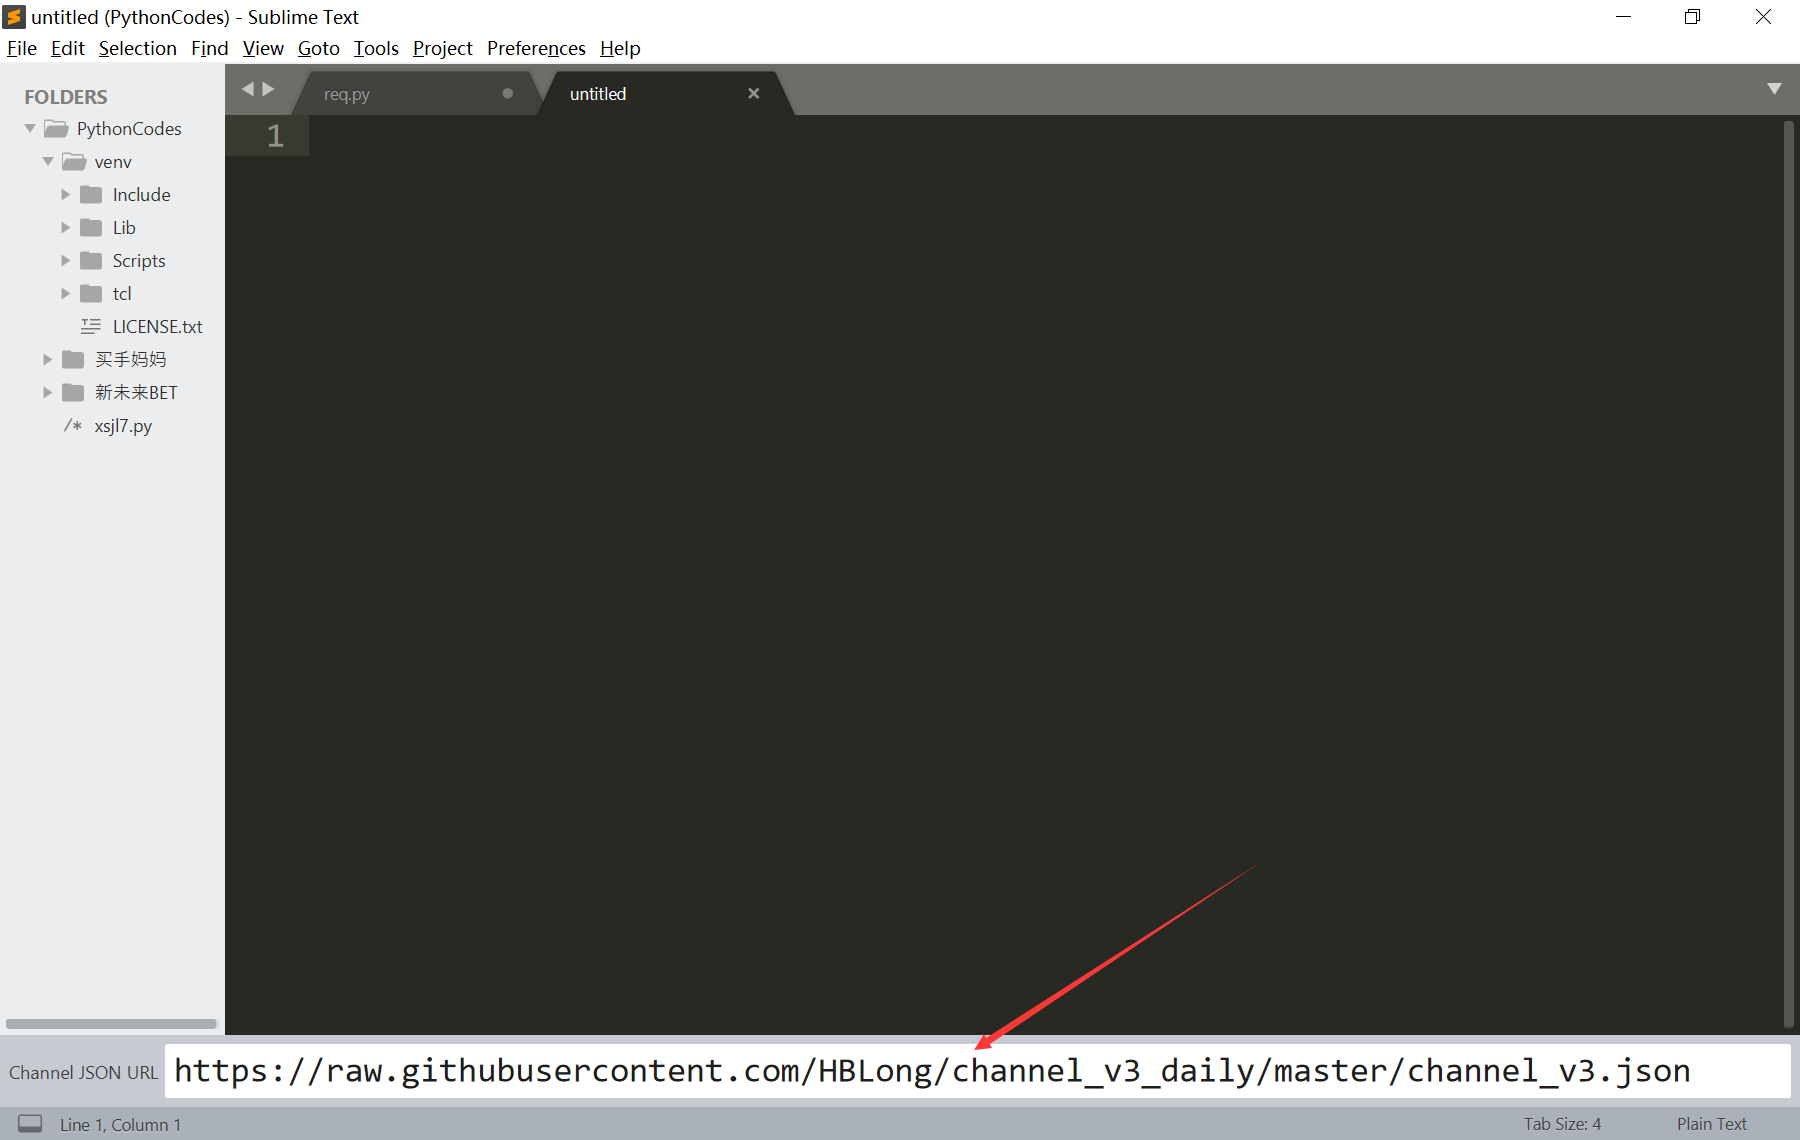 untitled (PythonCodes) - Sublime Text
File Edit Selection Find View Goto Tools Project Preferences Help
FOLDERS
PythonCodes
venv
Include
Lib
Scripts
tcl
LICENSE.txt
买手妈妈
新未来BET
/* xsjl7.py
req.py
untitled
1
Channel JSON URL https://raw.githubusercontent.com/HBLong/channel_v3_daily/master/channel_v3.json
Line 1, Column 1
Tab Size: 4
Plain Text